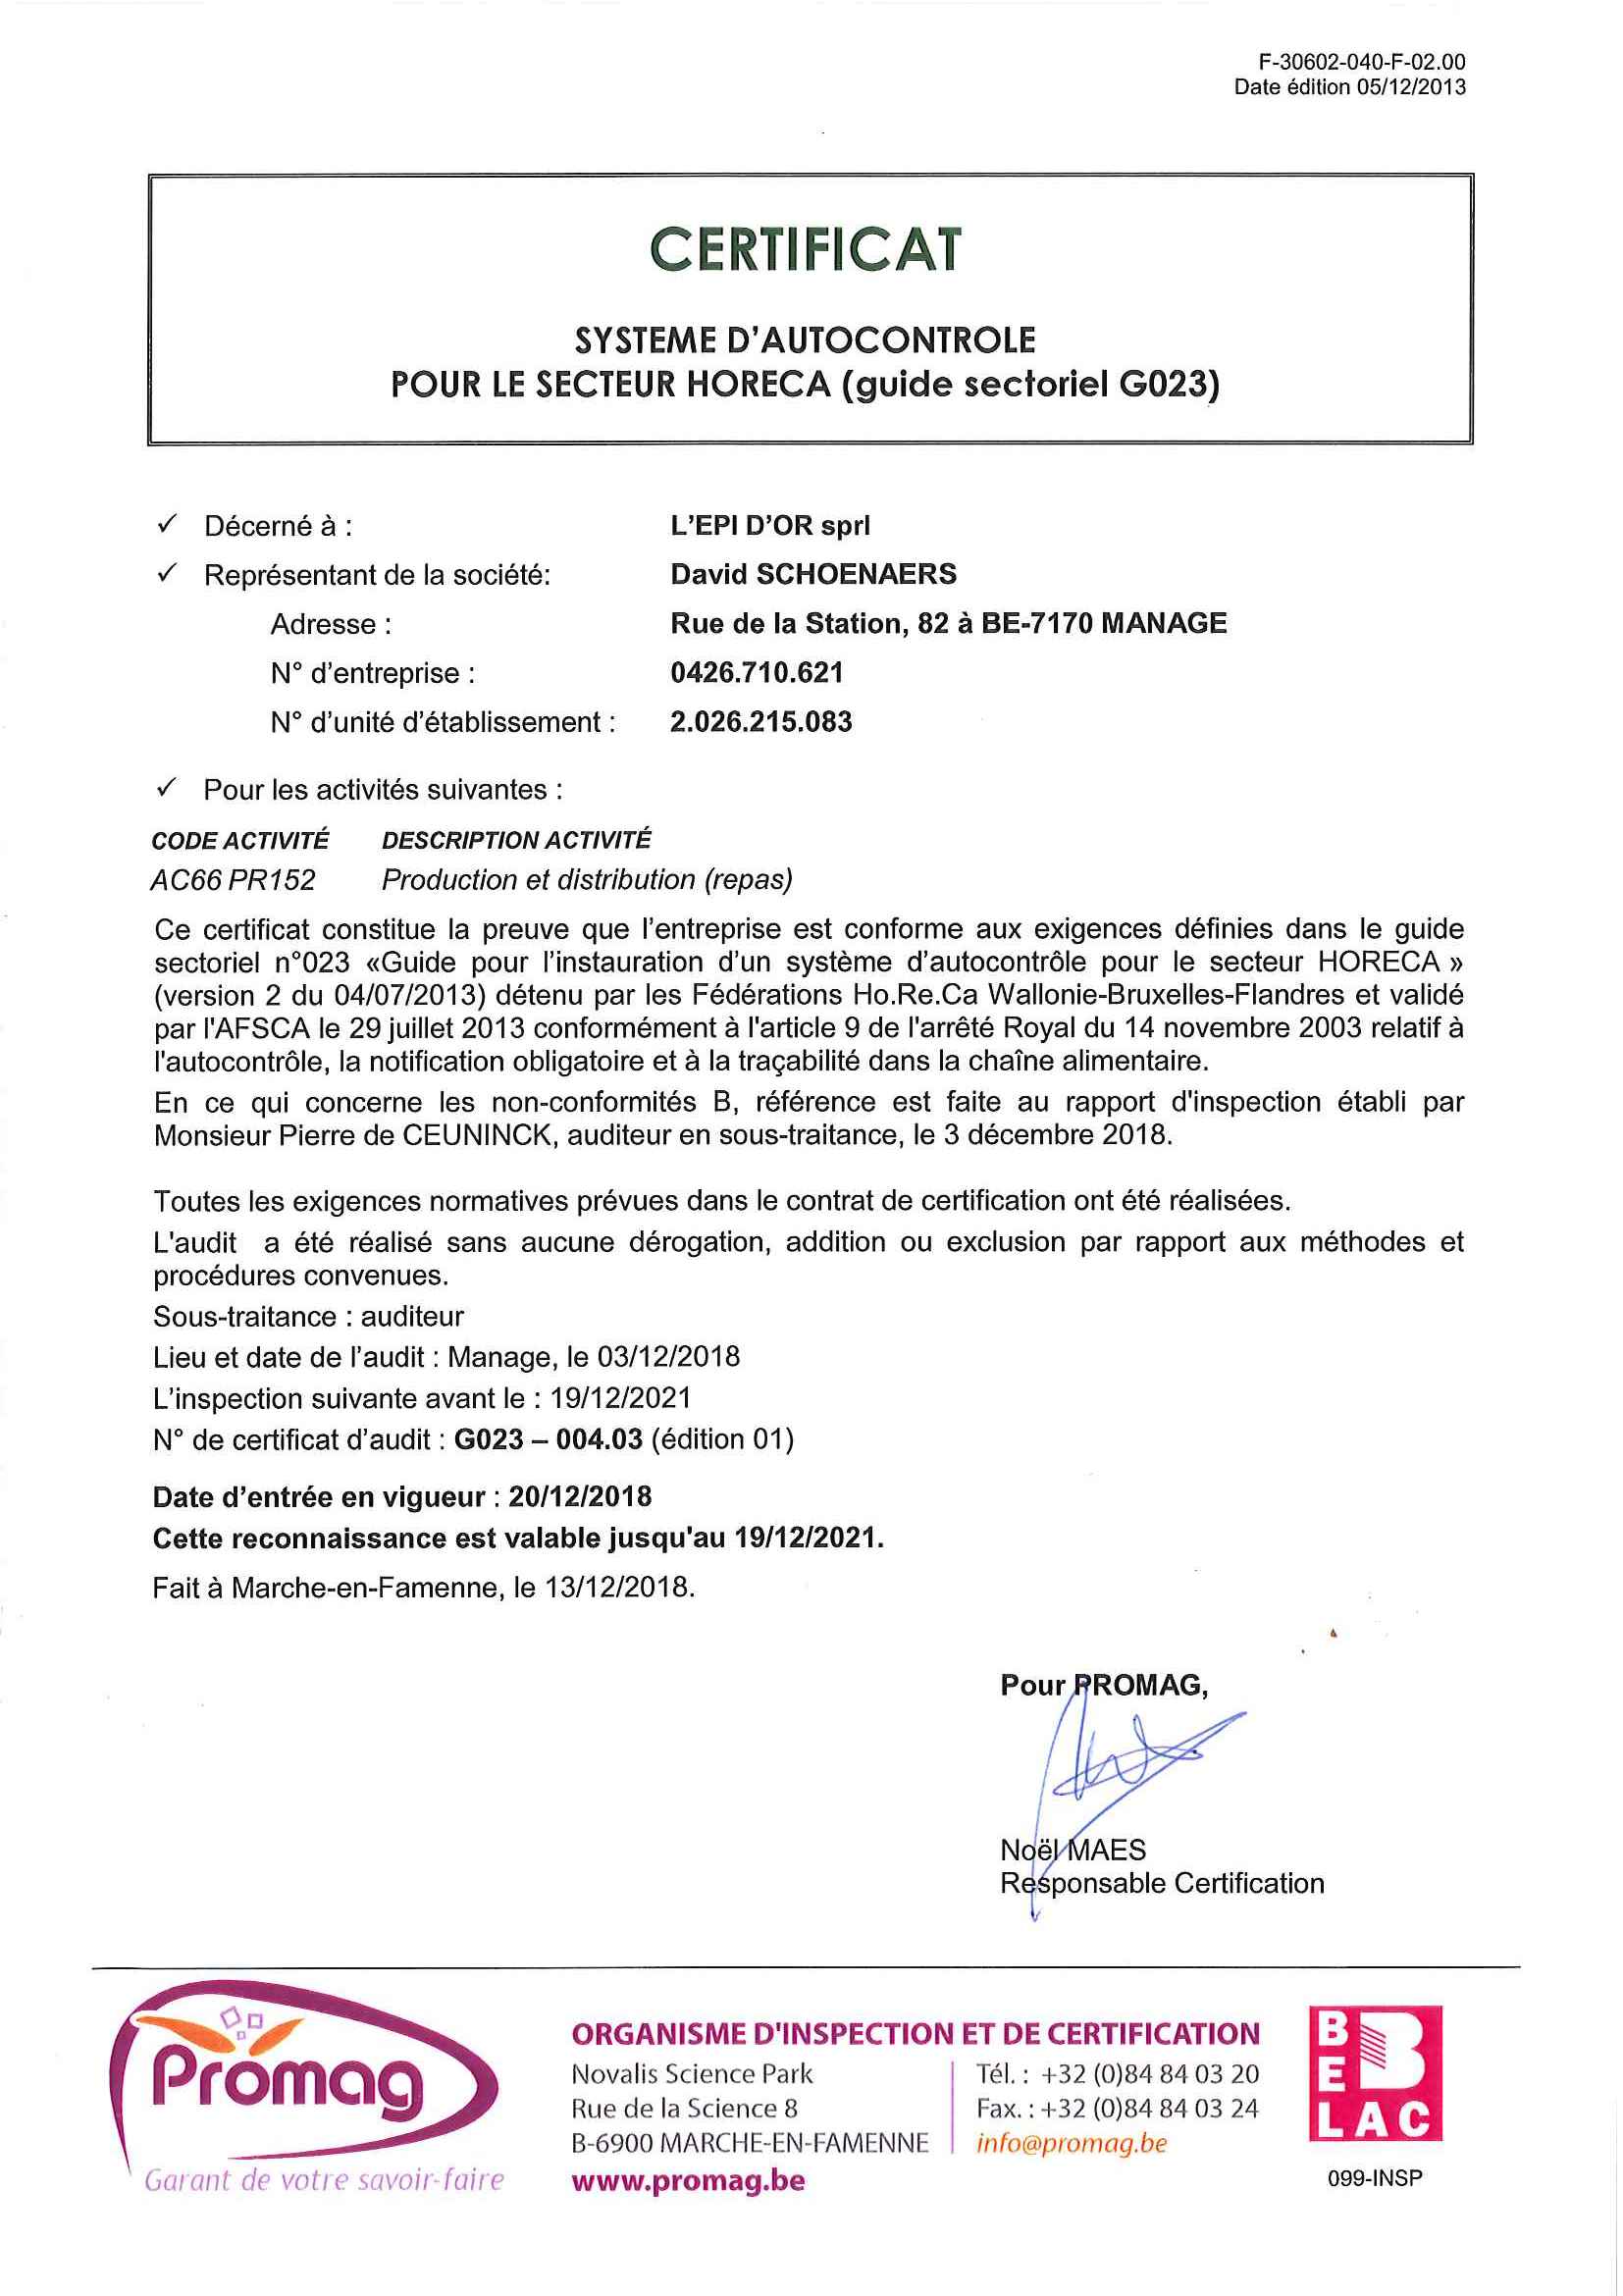 F-30602-040-F-02.00
Date édition 05/12/2013
CERTIFICAT
SYSTEME D'AUTOCONTROLE
POUR LE SECTEUR HORECA (guide sectoriel G023)
✓ Décerné à : L'EPI D'OR sprl
✓ Représentant de la société: David SCHOENAERS
Adresse : Rue de la Station, 82 à BE-7170 MANAGE
N° d'entreprise : 0426.710.621
N° d'unité d'établissement : 2.026.215.083
✓ Pour les activités suivantes :
CODE ACTIVITÉ DESCRIPTION ACTIVITÉ
AC66 PR152 Production et distribution (repas)
Ce certificat constitue la preuve que l'entreprise est conforme aux exigences définies dans le guide
sectoriel n°023 «Guide pour l'instauration d'un système d'autocontrôle pour le secteur HORECA »
(version 2 du 04/07/2013) détenu par les Fédérations Ho.Re.Ca Wallonie-Bruxelles-Flandres et validé
par l'AFSCA le 29 juillet 2013 conformément à l'article 9 de l'arrêté Royal du 14 novembre 2003 relatif à
l'autocontrôle, la notification obligatoire et à la traçabilité dans la chaîne alimentaire.
En ce qui concerne les non-conformités B, référence est faite au rapport d'inspection établi par
Monsieur Pierre de CEUNINCK, auditeur en sous-traitance, le 3 décembre 2018.
Toutes les exigences normatives prévues dans le contrat de certification ont été réalisées.
L'audit a été réalisé sans aucune dérogation, addition ou exclusion par rapport aux méthodes et
procédures convenues.
Sous-traitance : auditeur
Lieu et date de l'audit : Manage, le 03/12/2018
L'inspection suivante avant le : 19/12/2021
N° de certificat d'audit : G023 – 004.03 (édition 01)
Date d'entrée en vigueur : 20/12/2018
Cette reconnaissance est valable jusqu'au 19/12/2021.
Fait à Marche-en-Famenne, le 13/12/2018.
Pour PROMAG,
Noël MAES
Responsable Certification
Promag
Garant de votre savoir-faire
ORGANISME D'INSPECTION ET DE CERTIFICATION
Novalis Science Park
Rue de la Science 8
B-6900 MARCHE-EN-FAMENNE
www.promag.be
Tél. : +32 (0)84 84 03 20
Fax. : +32 (0)84 84 03 24
info@promag.be
BELAC
099-INSP